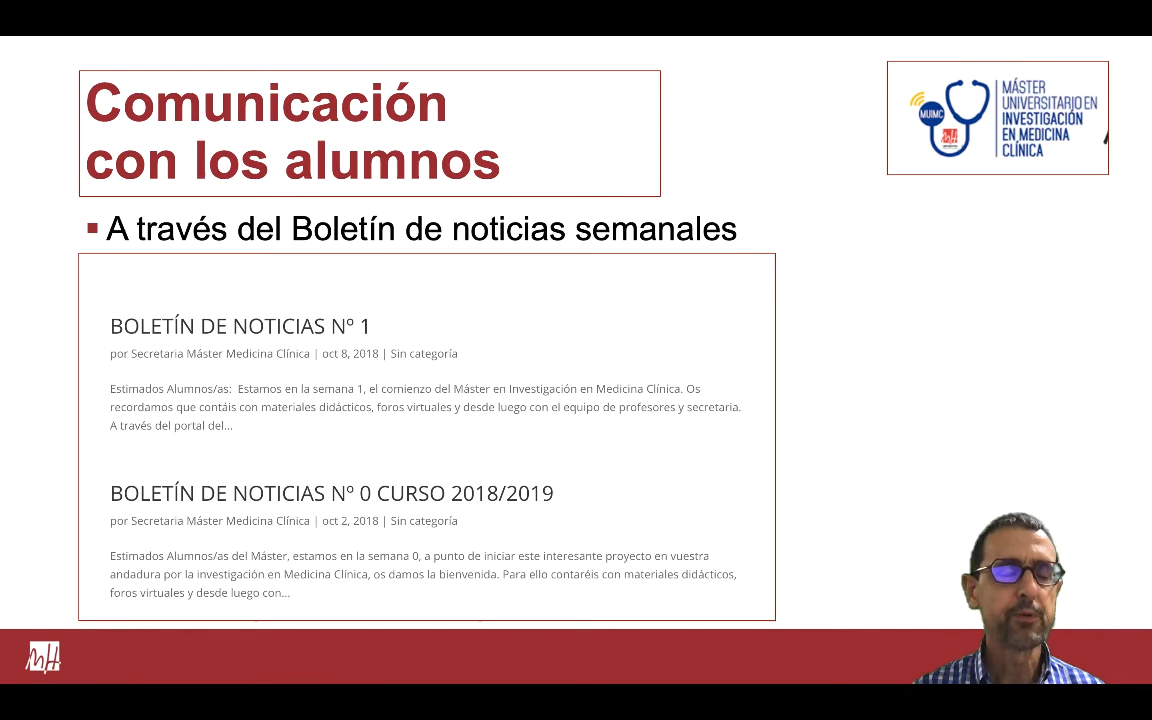 Comunicación
con los alumnos
MUIMC
MÁSTER
UNIVERSITARIO EN
INVESTIGACIÓN
EN MEDICINA
CLÍNICA
A través del Boletín de noticias semanales
BOLETÍN DE NOTICIAS Nº 1
por Secretaria Máster Medicina Clínica | oct 8, 2018 | Sin categoría
Estimados Alumnos/as: Estamos en la semana 1, el comienzo del Máster en Investigación en Medicina Clínica. Os
recordamos que contáis con materiales didácticos, foros virtuales y desde luego con el equipo de profesores y secretaria.
A través del portal del...
BOLETÍN DE NOTICIAS Nº 0 CURSO 2018/2019
por Secretaria Máster Medicina Clínica | oct 2, 2018 | Sin categoría
Estimados Alumnos/as del Máster, estamos en la semana 0, a punto de iniciar este interesante proyecto en vuestra
andadura por la investigación en Medicina Clínica, os damos la bienvenida. Para ello contaréis con materiales didácticos,
foros virtuales y desde luego con...
MH